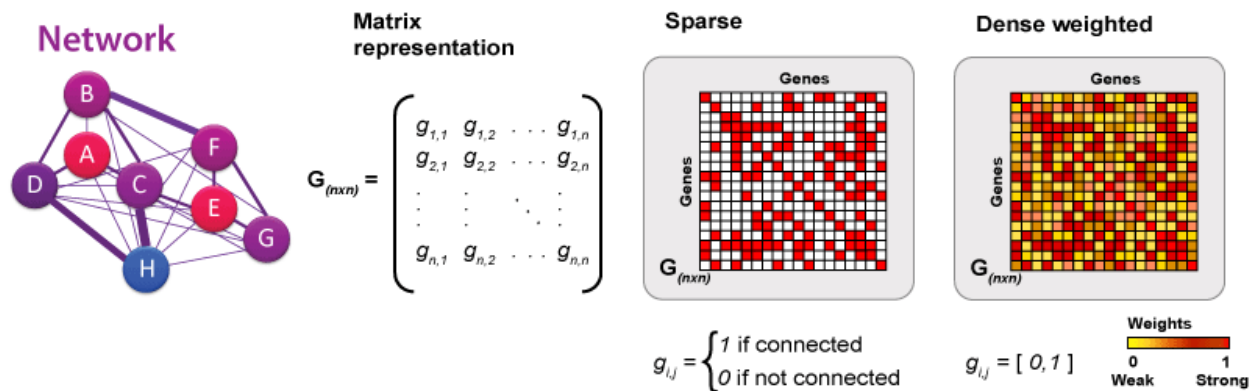 Network
B
A
F
D
C
E
G
H
Matrix
representation
G(nxn) =
g1,1 g1,2 . . . g1,n
g2,1 g2,2 . . . g2,n
. . . .
. . . .
. . . .
gn,1 gn,2 . . . gn,n
Sparse
Genes
Genes
G(nxn)
gi,j = { 1 if connected
0 if not connected
Dense weighted
Genes
Genes
G(nxn)
gi,j = [ 0,1 ]
Weights
0 1
Weak Strong